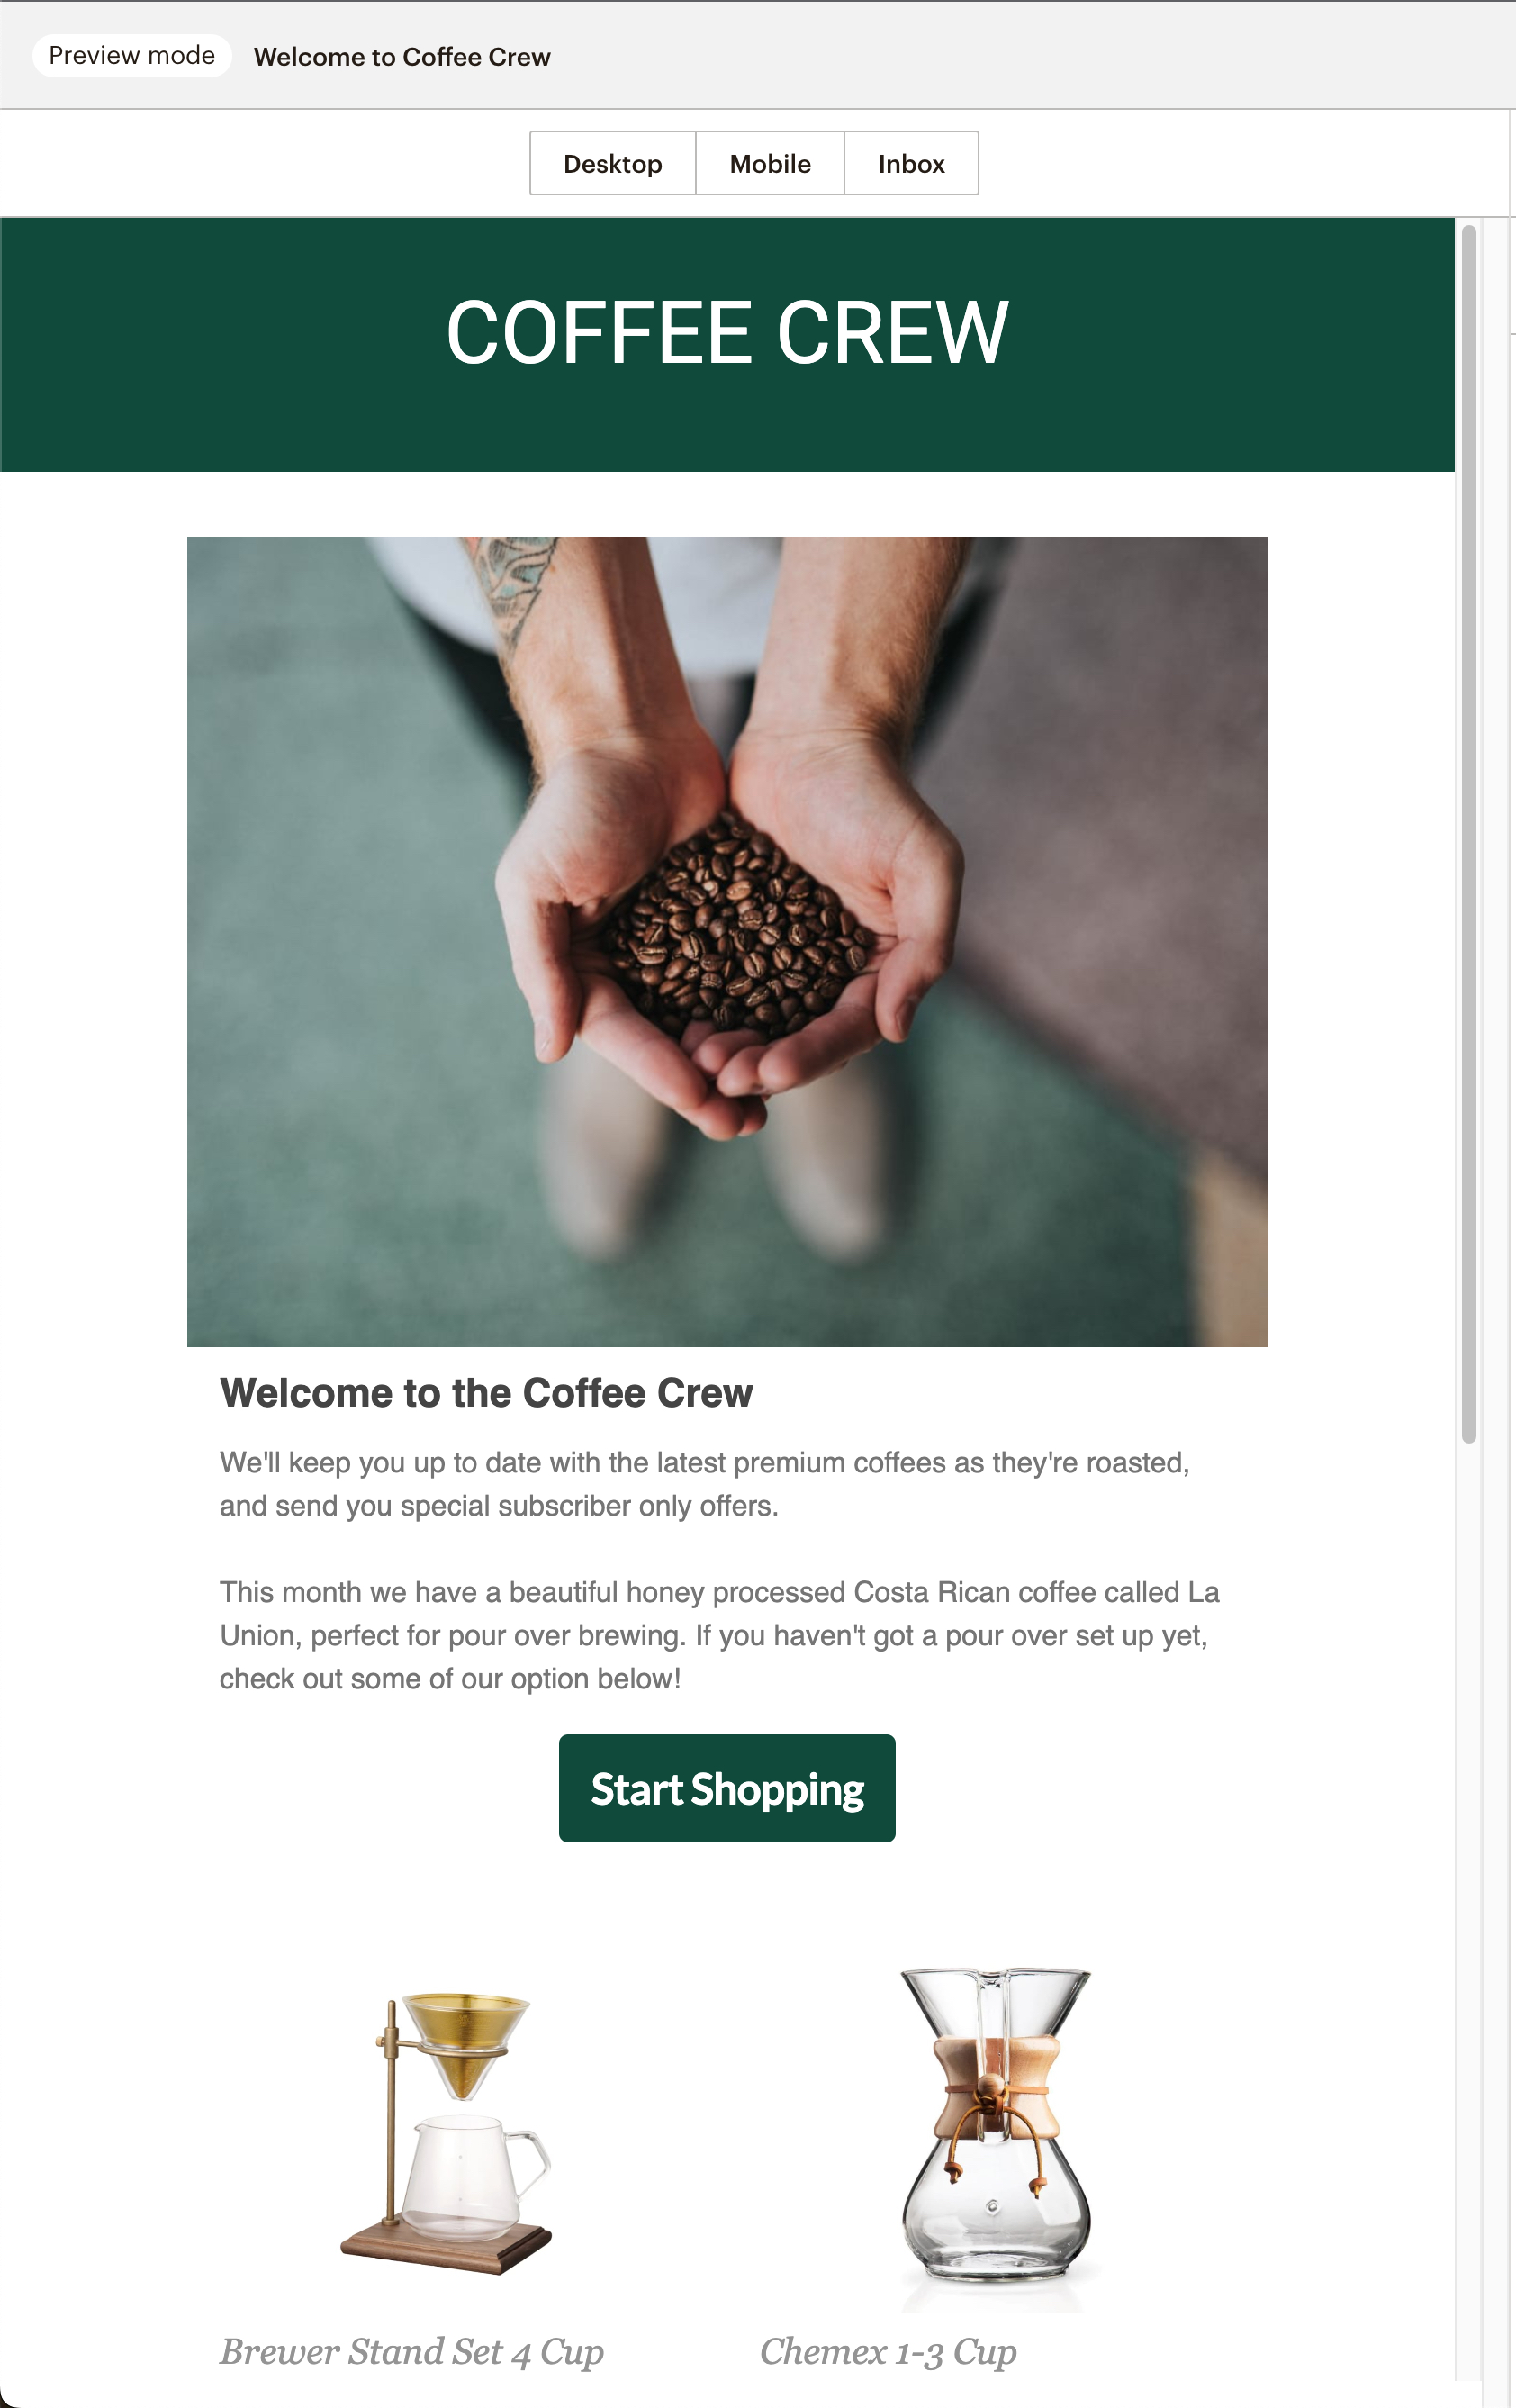 Preview mode
Welcome to Coffee Crew
Desktop
Mobile
Inbox
COFFEE CREW
Welcome to the Coffee Crew
We'll keep you up to date with the latest premium coffees as they're roasted,
and send you special subscriber only offers.
This month we have a beautiful honey processed Costa Rican coffee called La
Union, perfect for pour over brewing. If you haven't got a pour over set up yet,
check out some of our option below!
Start Shopping
Brewer Stand Set 4 Cup
Chemex 1-3 Cup